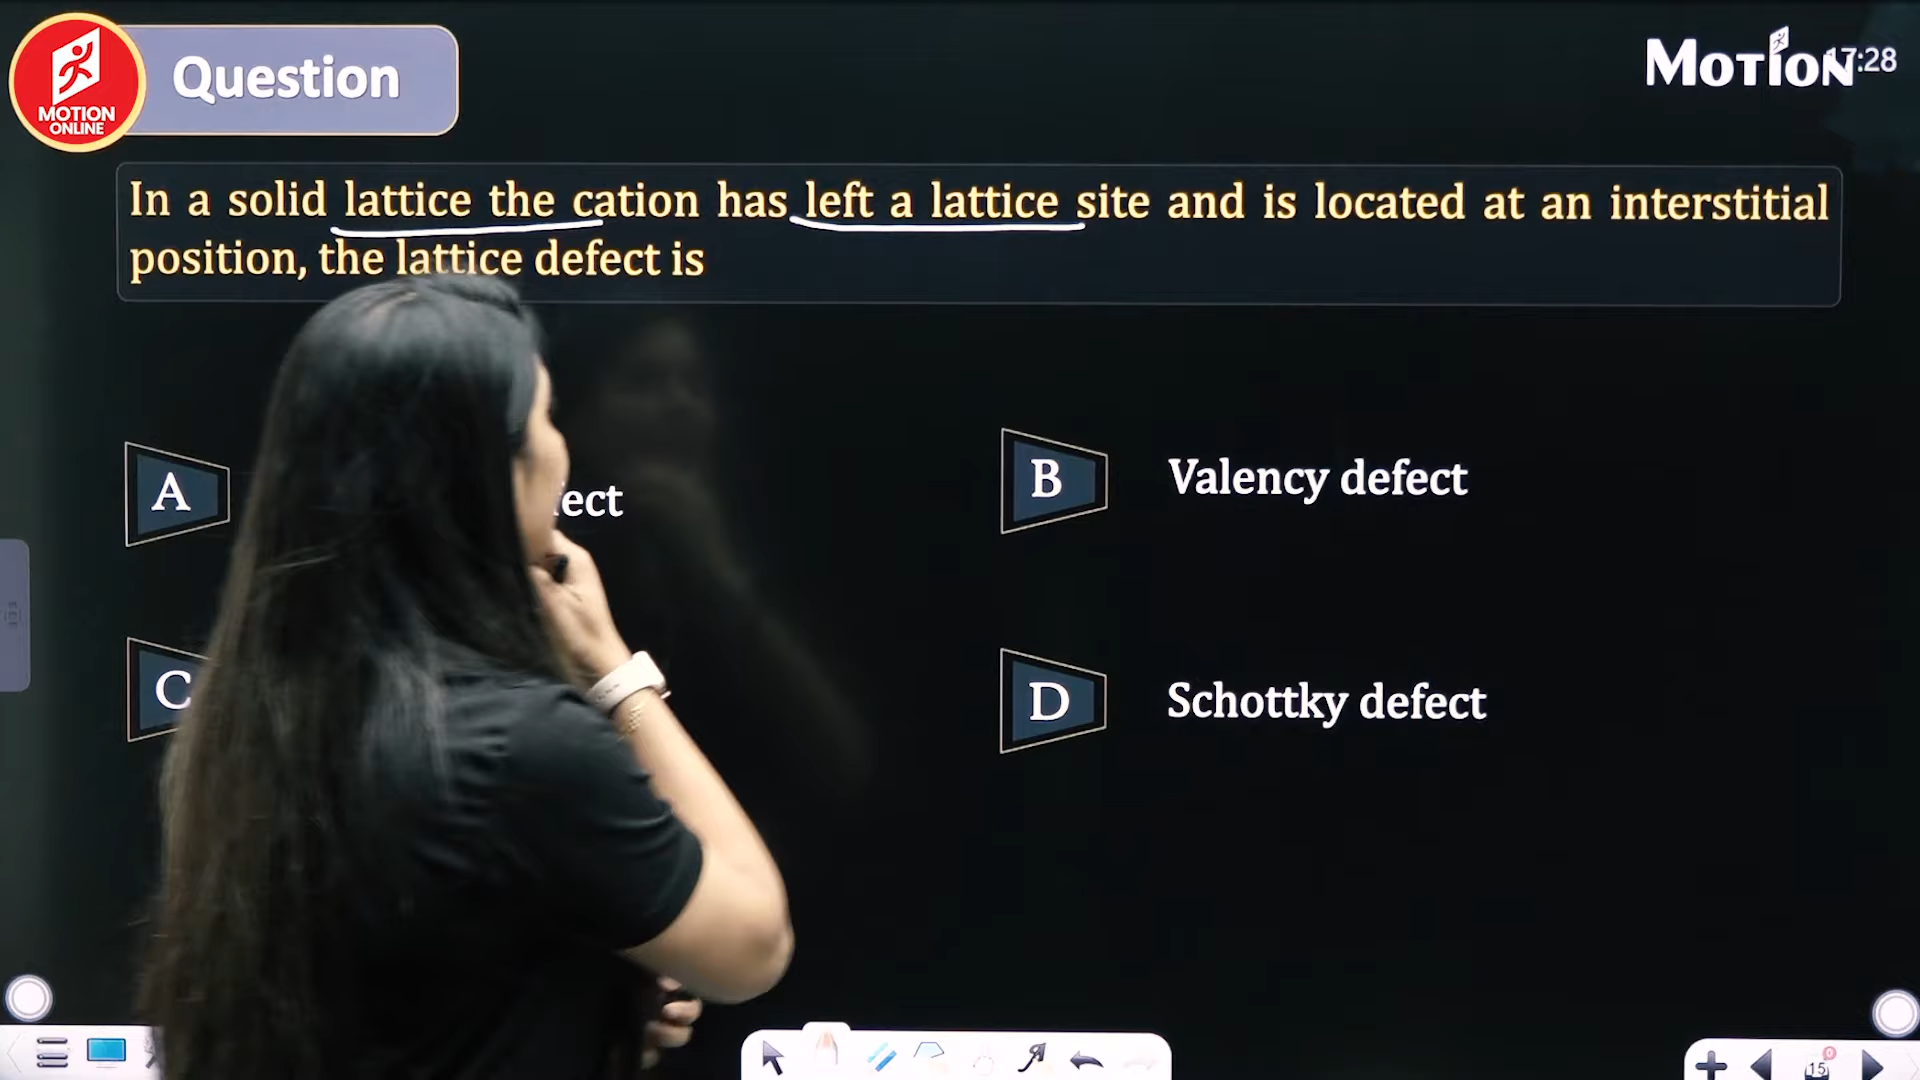 MOTION
ONLINE
Question
MOTION
17:28
In a solid lattice the cation has left a lattice site and is located at an interstitial
position, the lattice defect is
A
B
Valency defect
C
D
Schottky defect
15